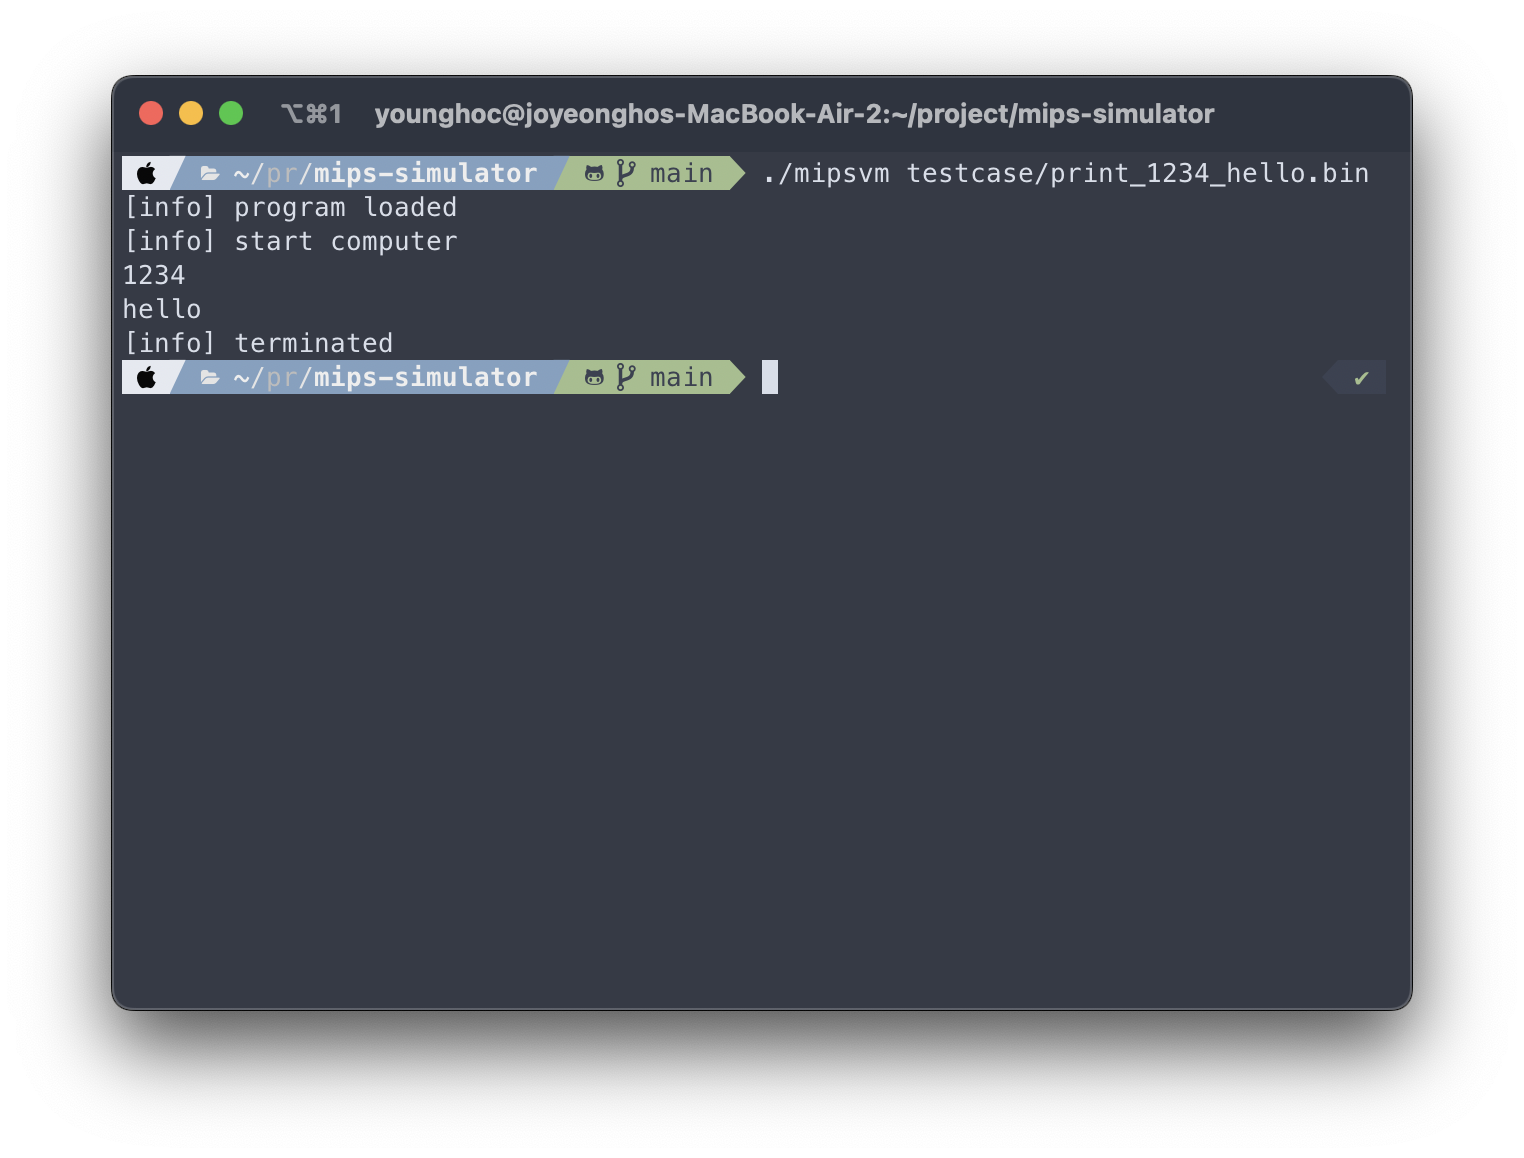 ⌥⌘1 younghoc@joyeonghos-MacBook-Air-2:~/project/mips-simulator
~/pr/mips-simulator main ./mipsvm testcase/print_1234_hello.bin
[info] program loaded
[info] start computer
1234
hello
[info] terminated
~/pr/mips-simulator main ✔